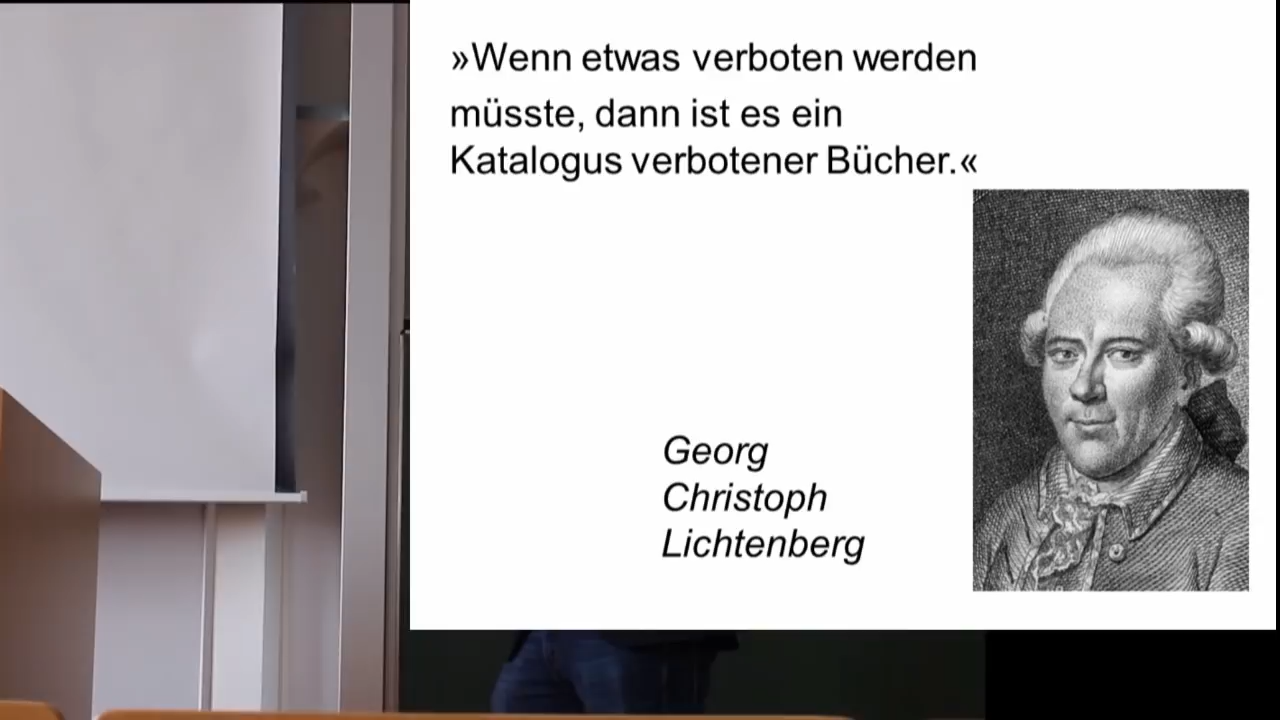 »Wenn etwas verboten werden
müsste, dann ist es ein
Katalogus verbotener Bücher.«
Georg
Christoph
Lichtenberg